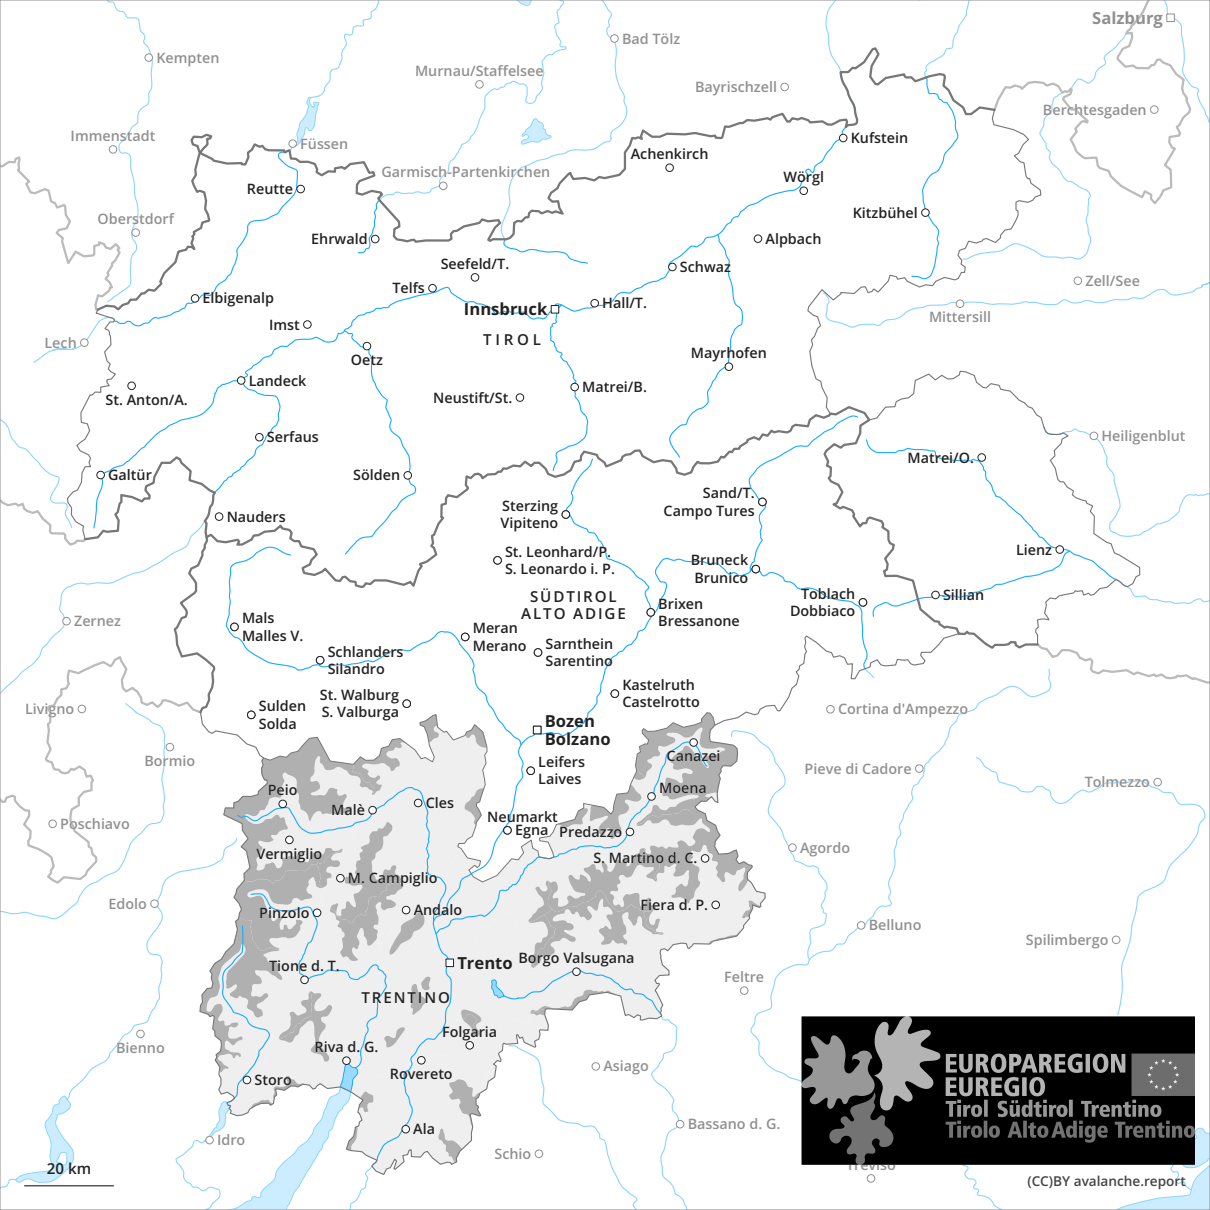 Salzburg
Bad Tölz
Kempten
Murnau/Staffelsee
Bayrischzell
Berchtesgaden
Immenstadt
Füssen
Kufstein
Achenkirch
Garmisch-Partenkirchen
Wörgl
Reutte
Oberstdorf
Kitzbühel
Ehrwald
Alpbach
Seefeld/T.
Schwaz
Zell/See
Telfs
Elbigenalp
Hall/T.
Innsbruck
Mittersill
Imst
TIROL
Lech
Mayrhofen
Oetz
Landeck
Matrei/B.
St. Anton/A.
Neustift/St.
Serfaus
Heiligenblut
Matrei/O.
Galtür
Sölden
Sand/T.
Campo Tures
Sterzing
Vipiteno
Nauders
St. Leonhard/P.
S. Leonardo i. P.
Lienz
Bruneck
Brunico
SÜDTIROL
ALTO ADIGE
Toblach
Dobbiaco
Sillian
Brixen
Bressanone
Zernez
Mals
Malles V.
Meran
Merano
Sarnthein
Sarentino
Schlanders
Silandro
Kastelruth
Castelrotto
St. Walburg
S. Valburga
Sulden
Solda
Livigno
Cortina d'Ampezzo
Bozen
Bolzano
Bormio
Canazei
Leifers
Laives
Pieve di Cadore
Tolmezzo
Peio
Moena
Malè
Cles
Neumarkt
Egna
Poschiavo
Predazzo
Vermiglio
Agordo
S. Martino d. C.
M. Campiglio
Edolo
Pinzolo
Andalo
Fiera d. P.
Belluno
Spilimbergo
Trento
Borgo Valsugana
Tione d. T.
Feltre
TRENTINO
Folgaria
Bienno
Riva d. G.
Asiago
Rovereto
Storo
EUROPAREGION
EUREGIO
Tirol Südtirol Trentino
Tirolo Alto Adige Trentino
Bassano d. G.
Ala
Idro
Schio
Treviso
20 km
(CC)BY avalanche.report